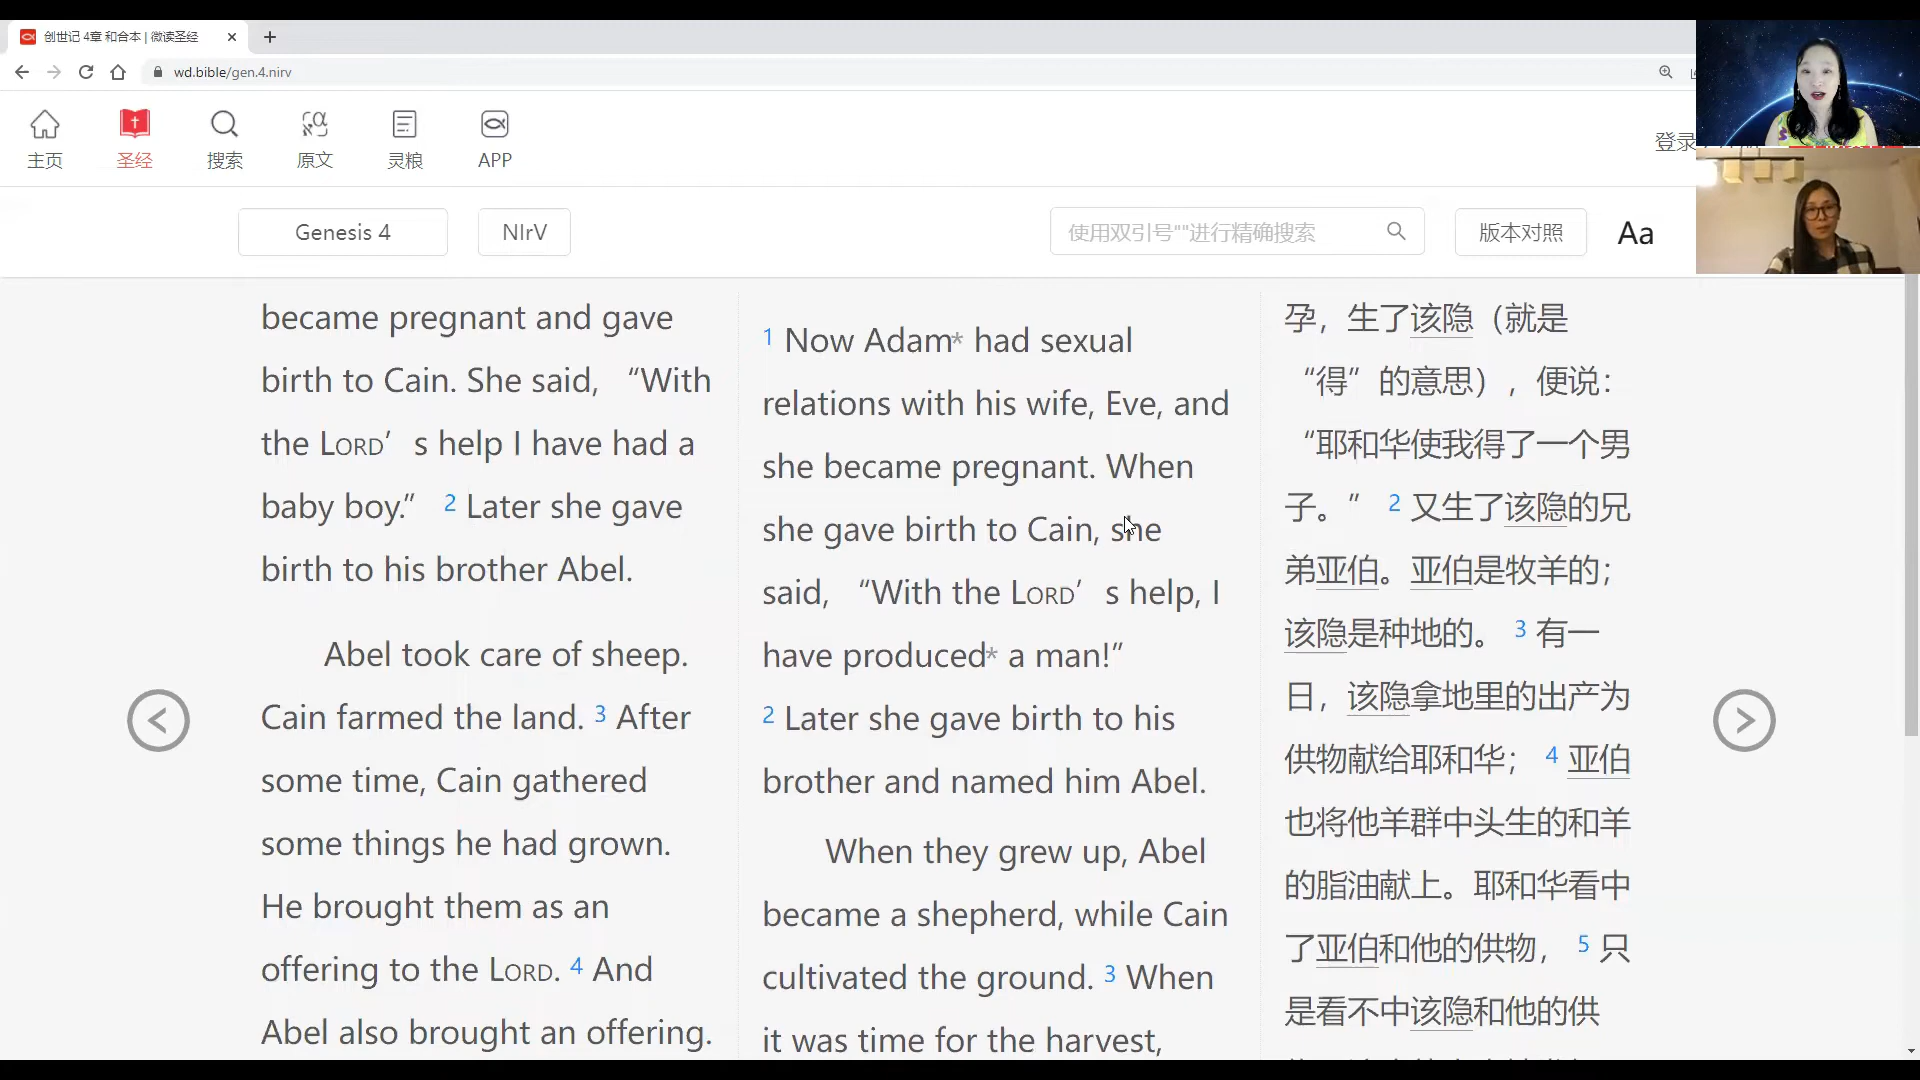 创世记 4章 和合本 | 微读圣经
wd.bible/gen.4.nirv
主页
圣经
搜索
原文
灵粮
APP
登录
Genesis 4
NIrV
使用双引号""进行精确搜索
版本对照
Aa
became pregnant and gave
birth to Cain. She said, “With
the LORD’s help I have had a
baby boy.” 2 Later she gave
birth to his brother Abel.
Abel took care of sheep.
Cain farmed the land. 3 After
some time, Cain gathered
some things he had grown.
He brought them as an
offering to the LORD. 4 And
Abel also brought an offering.
1 Now Adam* had sexual
relations with his wife, Eve, and
she became pregnant. When
she gave birth to Cain, she
said, “With the LORD’s help, I
have produced* a man!”
2 Later she gave birth to his
brother and named him Abel.
When they grew up, Abel
became a shepherd, while Cain
cultivated the ground. 3 When
it was time for the harvest,
孕，生了该隐（就是
“得”的意思），便说：
“耶和华使我得了一个男
子。” 2 又生了该隐的兄
弟亚伯。亚伯是牧羊的；
该隐是种地的。 3 有一
日，该隐拿地里的出产为
供物献给耶和华； 4 亚伯
也将他羊群中头生的和羊
的脂油献上。耶和华看中
了亚伯和他的供物， 5 只
是看不中该隐和他的供